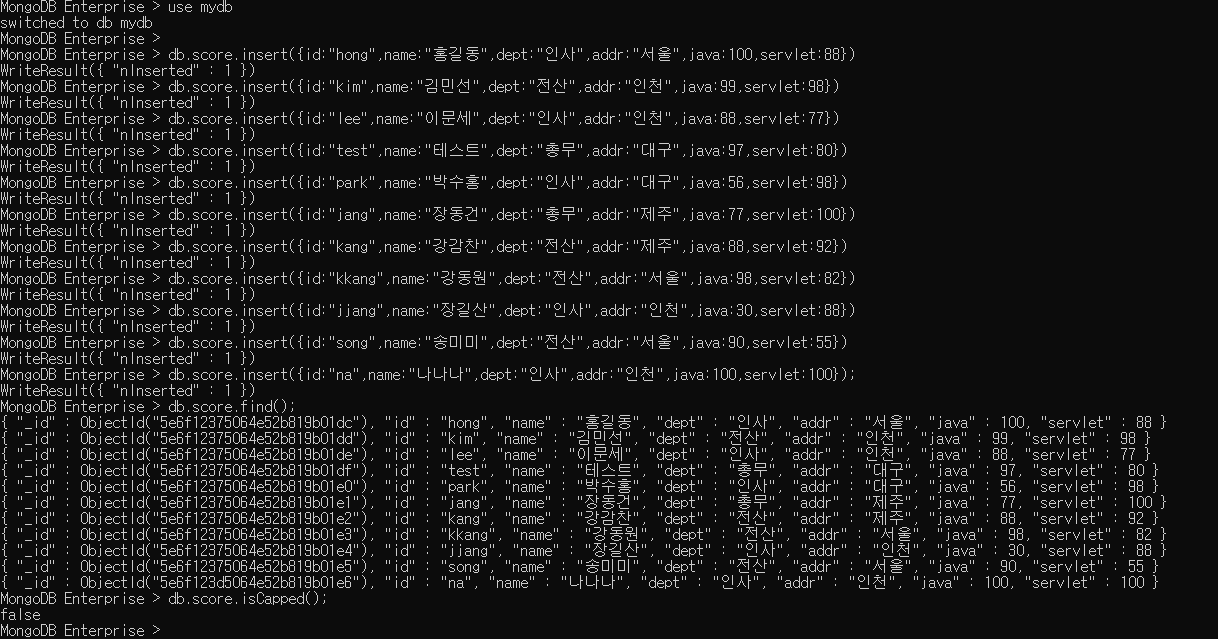 MongoDB Enterprise > use mydb
switched to db mydb
MongoDB Enterprise >
MongoDB Enterprise > db.score.insert({id:"hong",name:"홍길동",dept:"인사",addr:"서울",java:100,servlet:88})
WriteResult({ "nInserted" : 1 })
MongoDB Enterprise > db.score.insert({id:"kim",name:"김민선",dept:"전산",addr:"인천",java:99,servlet:98})
WriteResult({ "nInserted" : 1 })
MongoDB Enterprise > db.score.insert({id:"lee",name:"이문세",dept:"인사",addr:"인천",java:88,servlet:77})
WriteResult({ "nInserted" : 1 })
MongoDB Enterprise > db.score.insert({id:"test",name:"테스트",dept:"총무",addr:"대구",java:97,servlet:80})
WriteResult({ "nInserted" : 1 })
MongoDB Enterprise > db.score.insert({id:"park",name:"박수홍",dept:"인사",addr:"대구",java:56,servlet:98})
WriteResult({ "nInserted" : 1 })
MongoDB Enterprise > db.score.insert({id:"jang",name:"장동건",dept:"총무",addr:"제주",java:77,servlet:100})
WriteResult({ "nInserted" : 1 })
MongoDB Enterprise > db.score.insert({id:"kang",name:"강감찬",dept:"전산",addr:"제주",java:88,servlet:92})
WriteResult({ "nInserted" : 1 })
MongoDB Enterprise > db.score.insert({id:"kkang",name:"강동원",dept:"전산",addr:"서울",java:98,servlet:82})
WriteResult({ "nInserted" : 1 })
MongoDB Enterprise > db.score.insert({id:"jjang",name:"장길산",dept:"인사",addr:"인천",java:30,servlet:88})
WriteResult({ "nInserted" : 1 })
MongoDB Enterprise > db.score.insert({id:"song",name:"송미미",dept:"전산",addr:"서울",java:90,servlet:55})
WriteResult({ "nInserted" : 1 })
MongoDB Enterprise > db.score.insert({id:"na",name:"나나나",dept:"인사",addr:"인천",java:100,servlet:100});
WriteResult({ "nInserted" : 1 })
MongoDB Enterprise > db.score.find();
{ "_id" : ObjectId("5e6f12375064e52b819b01dc"), "id" : "hong", "name" : "홍길동", "dept" : "인사", "addr" : "서울", "java" : 100, "servlet" : 88 }
{ "_id" : ObjectId("5e6f12375064e52b819b01dd"), "id" : "kim", "name" : "김민선", "dept" : "전산", "addr" : "인천", "java" : 99, "servlet" : 98 }
{ "_id" : ObjectId("5e6f12375064e52b819b01de"), "id" : "lee", "name" : "이문세", "dept" : "인사", "addr" : "인천", "java" : 88, "servlet" : 77 }
{ "_id" : ObjectId("5e6f12375064e52b819b01df"), "id" : "test", "name" : "테스트", "dept" : "총무", "addr" : "대구", "java" : 97, "servlet" : 80 }
{ "_id" : ObjectId("5e6f12375064e52b819b01e0"), "id" : "park", "name" : "박수홍", "dept" : "인사", "addr" : "대구", "java" : 56, "servlet" : 98 }
{ "_id" : ObjectId("5e6f12375064e52b819b01e1"), "id" : "jang", "name" : "장동건", "dept" : "총무", "addr" : "제주", "java" : 77, "servlet" : 100 }
{ "_id" : ObjectId("5e6f12375064e52b819b01e2"), "id" : "kang", "name" : "강감찬", "dept" : "전산", "addr" : "제주", "java" : 88, "servlet" : 92 }
{ "_id" : ObjectId("5e6f12375064e52b819b01e3"), "id" : "kkang", "name" : "강동원", "dept" : "전산", "addr" : "서울", "java" : 98, "servlet" : 82 }
{ "_id" : ObjectId("5e6f12375064e52b819b01e4"), "id" : "jjang", "name" : "장길산", "dept" : "인사", "addr" : "인천", "java" : 30, "servlet" : 88 }
{ "_id" : ObjectId("5e6f12375064e52b819b01e5"), "id" : "song", "name" : "송미미", "dept" : "전산", "addr" : "서울", "java" : 90, "servlet" : 55 }
{ "_id" : ObjectId("5e6f123d5064e52b819b01e6"), "id" : "na", "name" : "나나나", "dept" : "인사", "addr" : "인천", "java" : 100, "servlet" : 100 }
MongoDB Enterprise > db.score.isCapped();
false
MongoDB Enterprise >